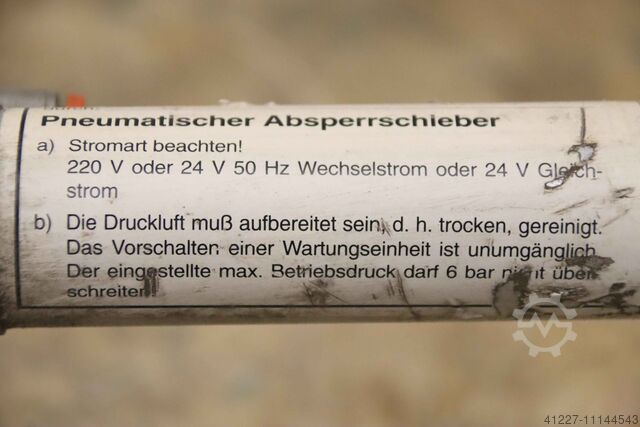 Pneumatischer Absperrschieber
a) Stromart beachten!
220 V oder 24 V 50 Hz Wechselstrom oder 24 V Gleich-
strom
b) Die Druckluft muß aufbereitet sein, d. h. trocken, gereinigt.
Das Vorschalten einer Wartungseinheit ist unumgänglich.
Der eingestellte max. Betriebsdruck darf 6 bar nicht über-
schreiten!
41227-11144543